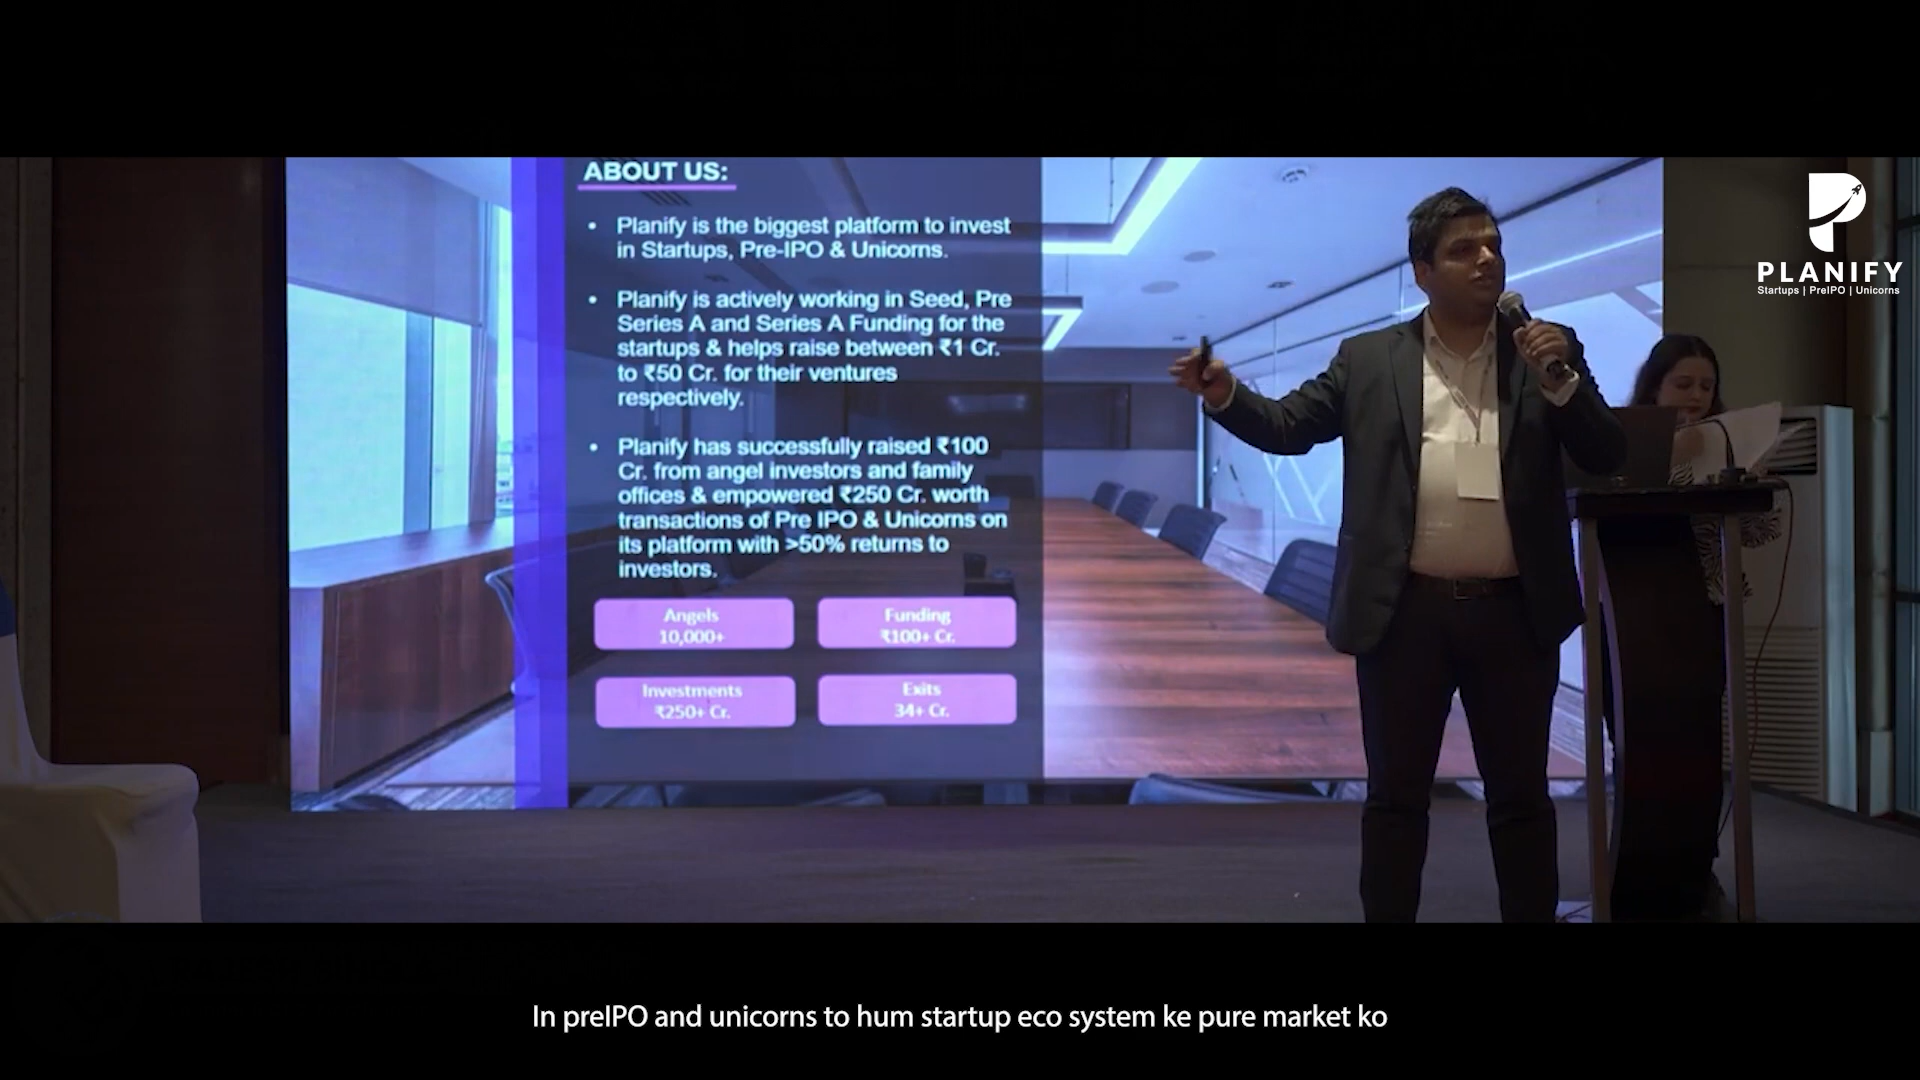 ABOUT US:
• Planify is the biggest platform to invest
in Startups, Pre-IPO & Unicorns.
• Planify is actively working in Seed, Pre
Series A and Series A Funding for the
startups & helps raise between ₹1 Cr.
to ₹50 Cr. for their ventures
respectively.
• Planify has successfully raised ₹100
Cr. from angel investors and family
offices & empowered ₹250 Cr. worth
transactions of Pre IPO & Unicorns on
its platform with >50% returns to
investors.
Angels
10,000+
Funding
₹100+ Cr.
Investments
₹250+ Cr.
Exits
34+ Cr.
PLANIFY
Startups | PreIPO | Unicorns
In preIPO and unicorns to hum startup eco system ke pure market ko